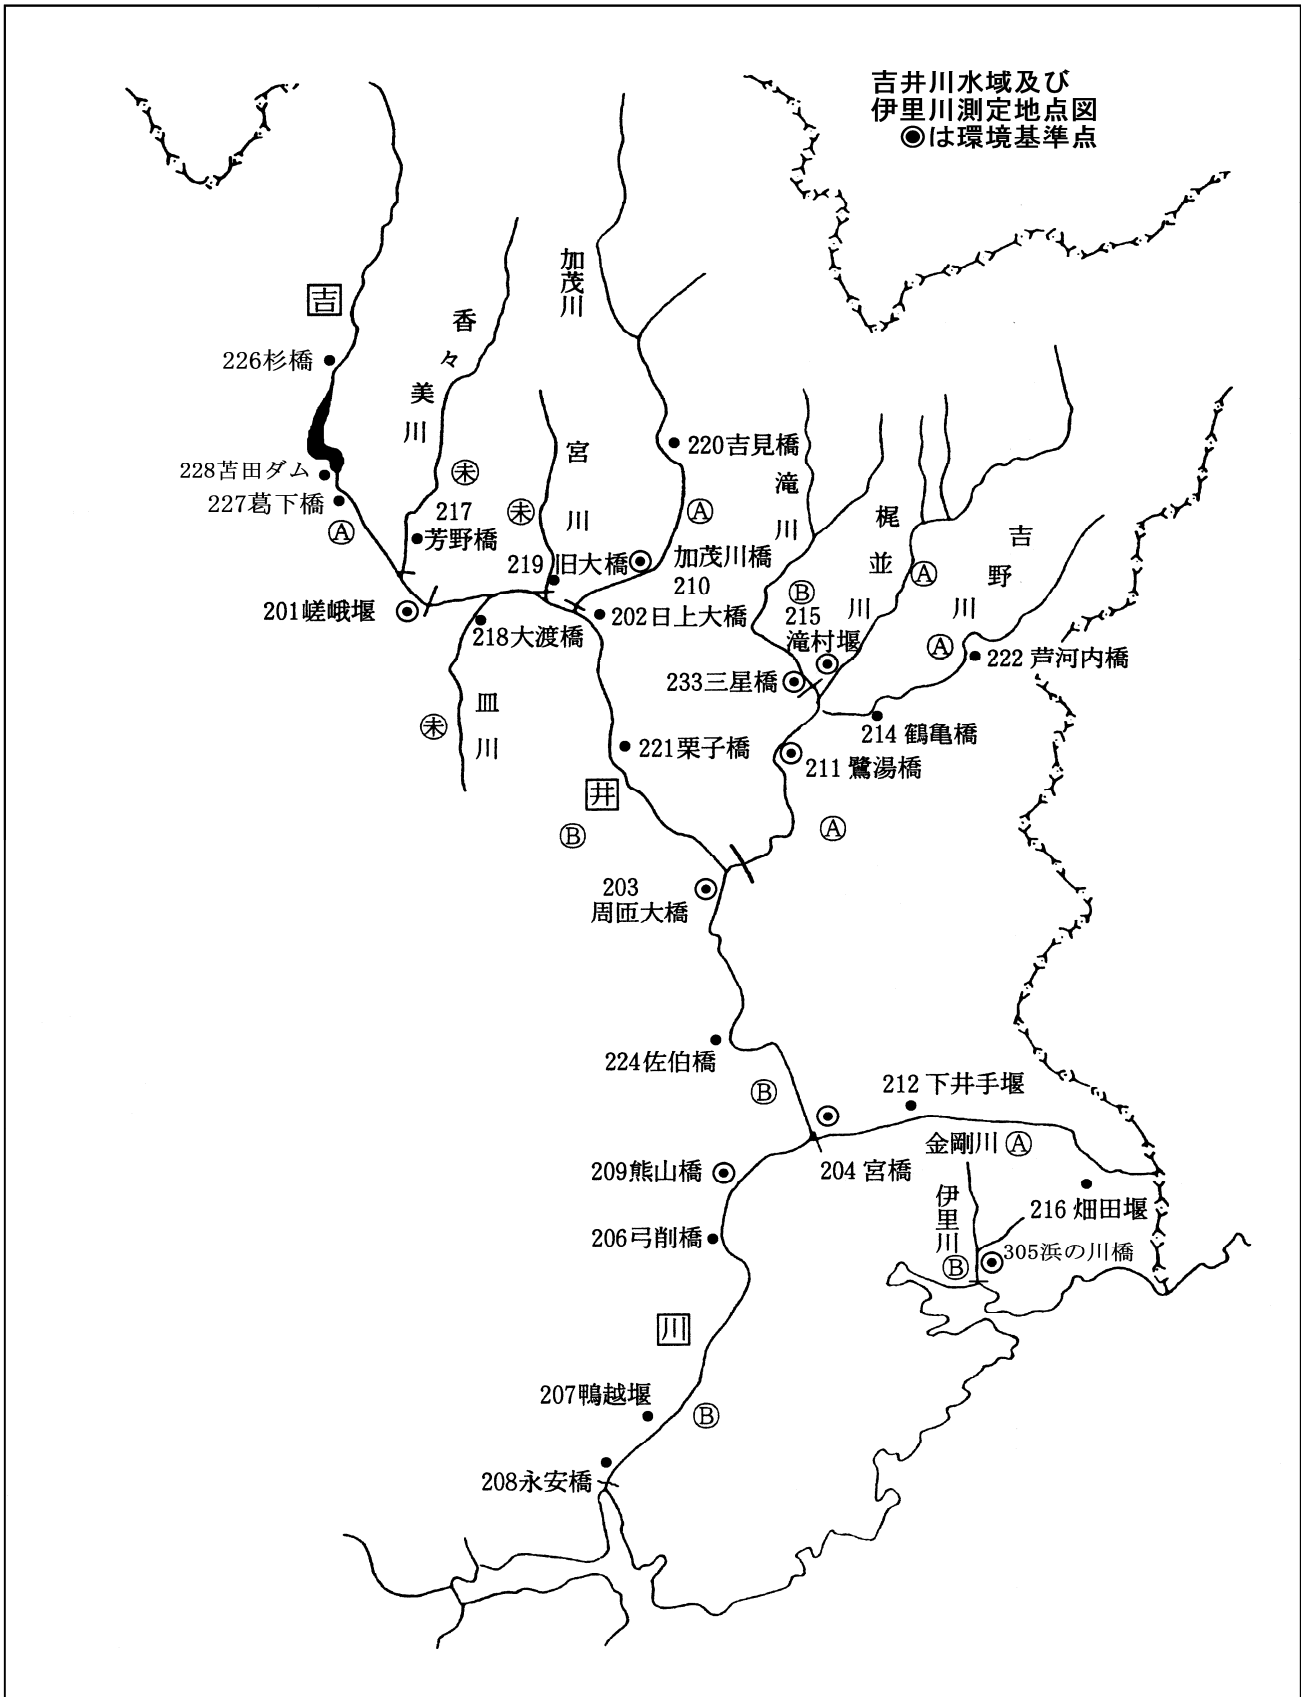 吉井川水域及び
伊里川測定地点図
◉は環境基準点
吉
226杉橋
228苫田ダム
227葛下橋
Ⓐ
香々美川
未
217
芳野橋
加茂川
宮川
未
219 旧大橋
220吉見橋
Ⓐ
加茂川橋
210
201嵯峨堰
202日上大橋
218大渡橋
皿川
未
滝川
Ⓑ
梶並川
Ⓐ
吉野川
Ⓐ
215
滝村堰
222 芦河内橋
233三星橋
214 鶴亀橋
211 鷺湯橋
221栗子橋
井
Ⓑ
Ⓐ
203
周匝大橋
224佐伯橋
Ⓑ
212 下井手堰
金剛川 Ⓐ
204 宮橋
209熊山橋
伊里川
Ⓑ
216 畑田堰
206弓削橋
305浜の川橋
川
207鴨越堰
Ⓑ
208永安橋